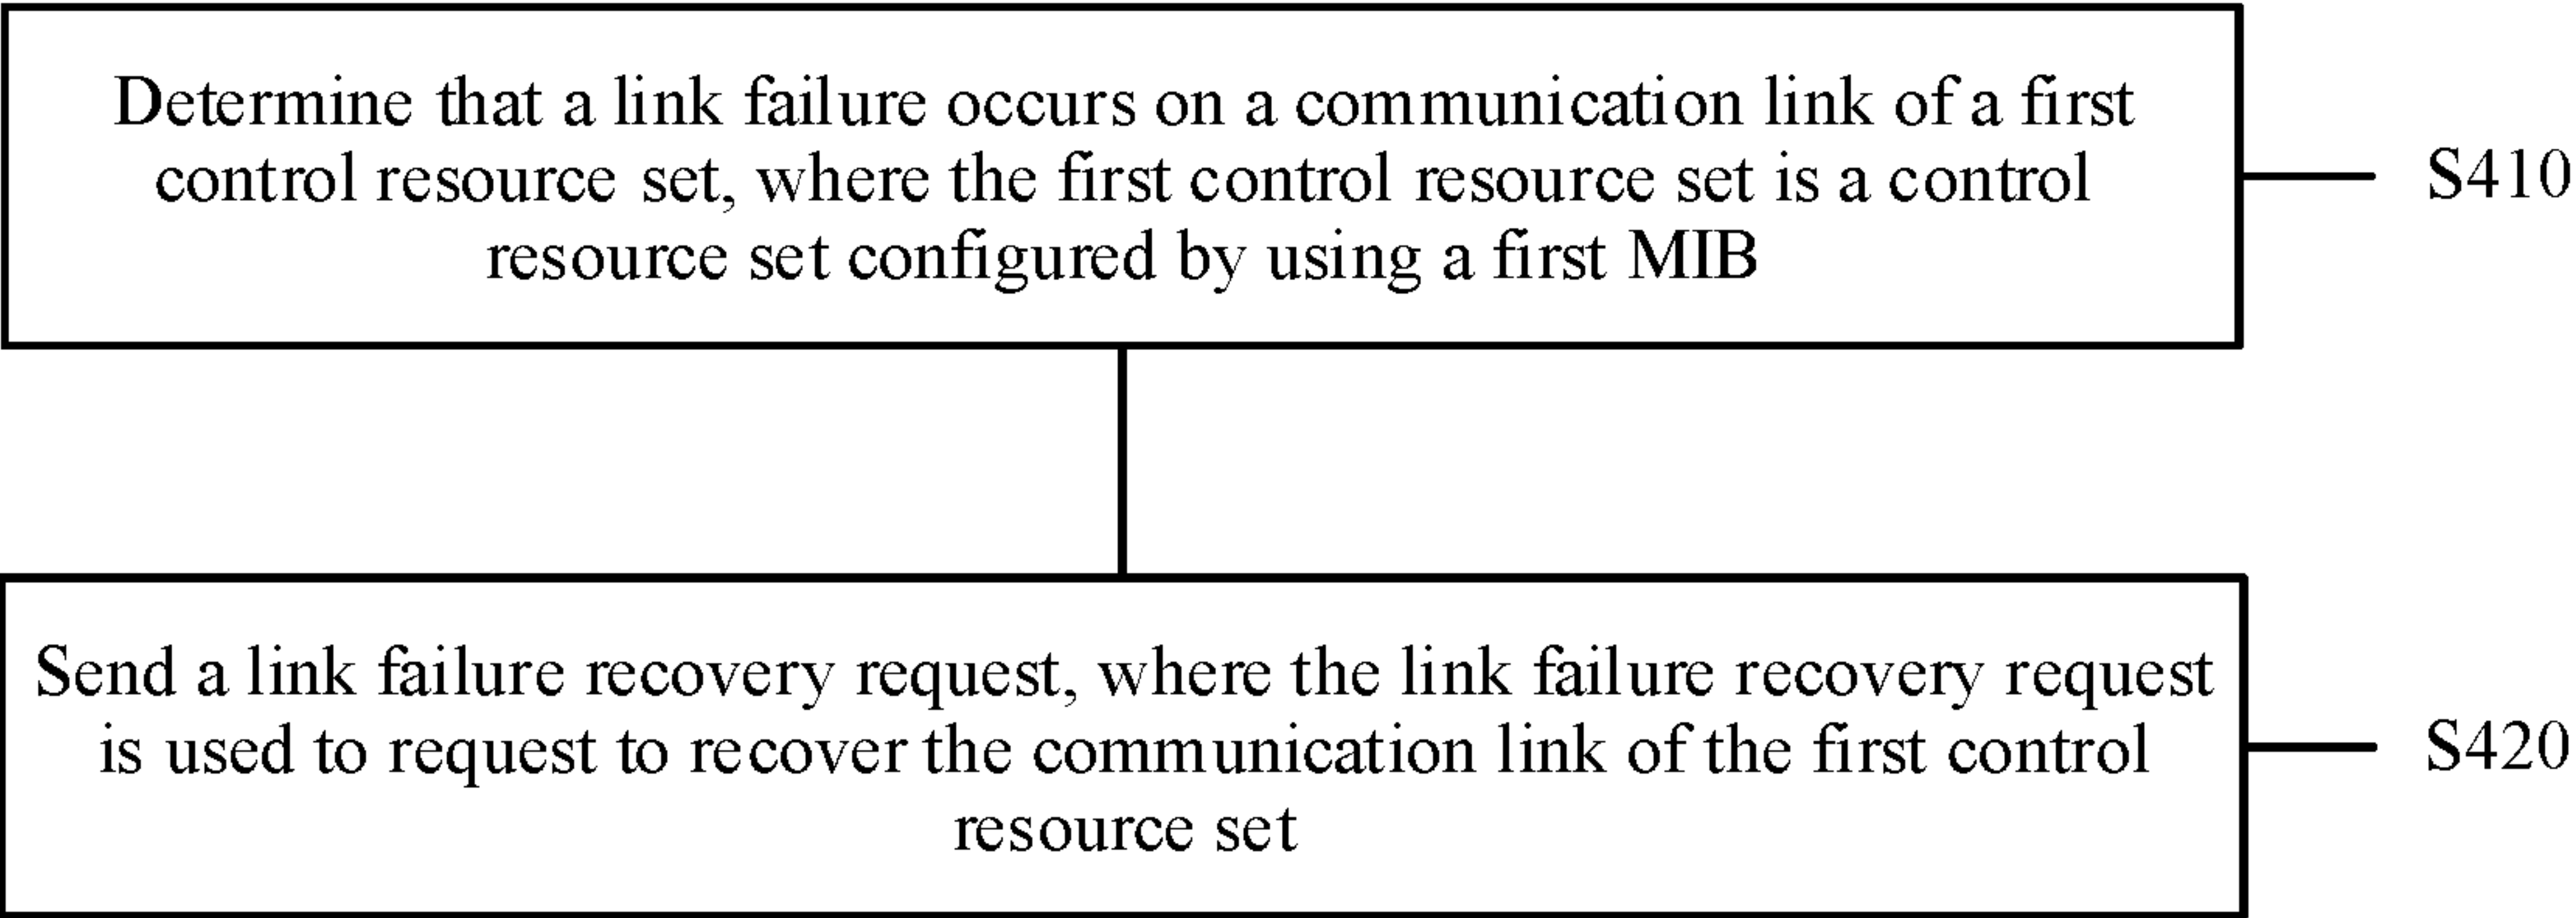 Determine that a link failure occurs on a communication link of a first
control resource set, where the first control resource set is a control
resource set configured by using a first MIB
S410
Send a link failure recovery request, where the link failure recovery request
is used to request to recover the communication link of the first control
resource set
S420